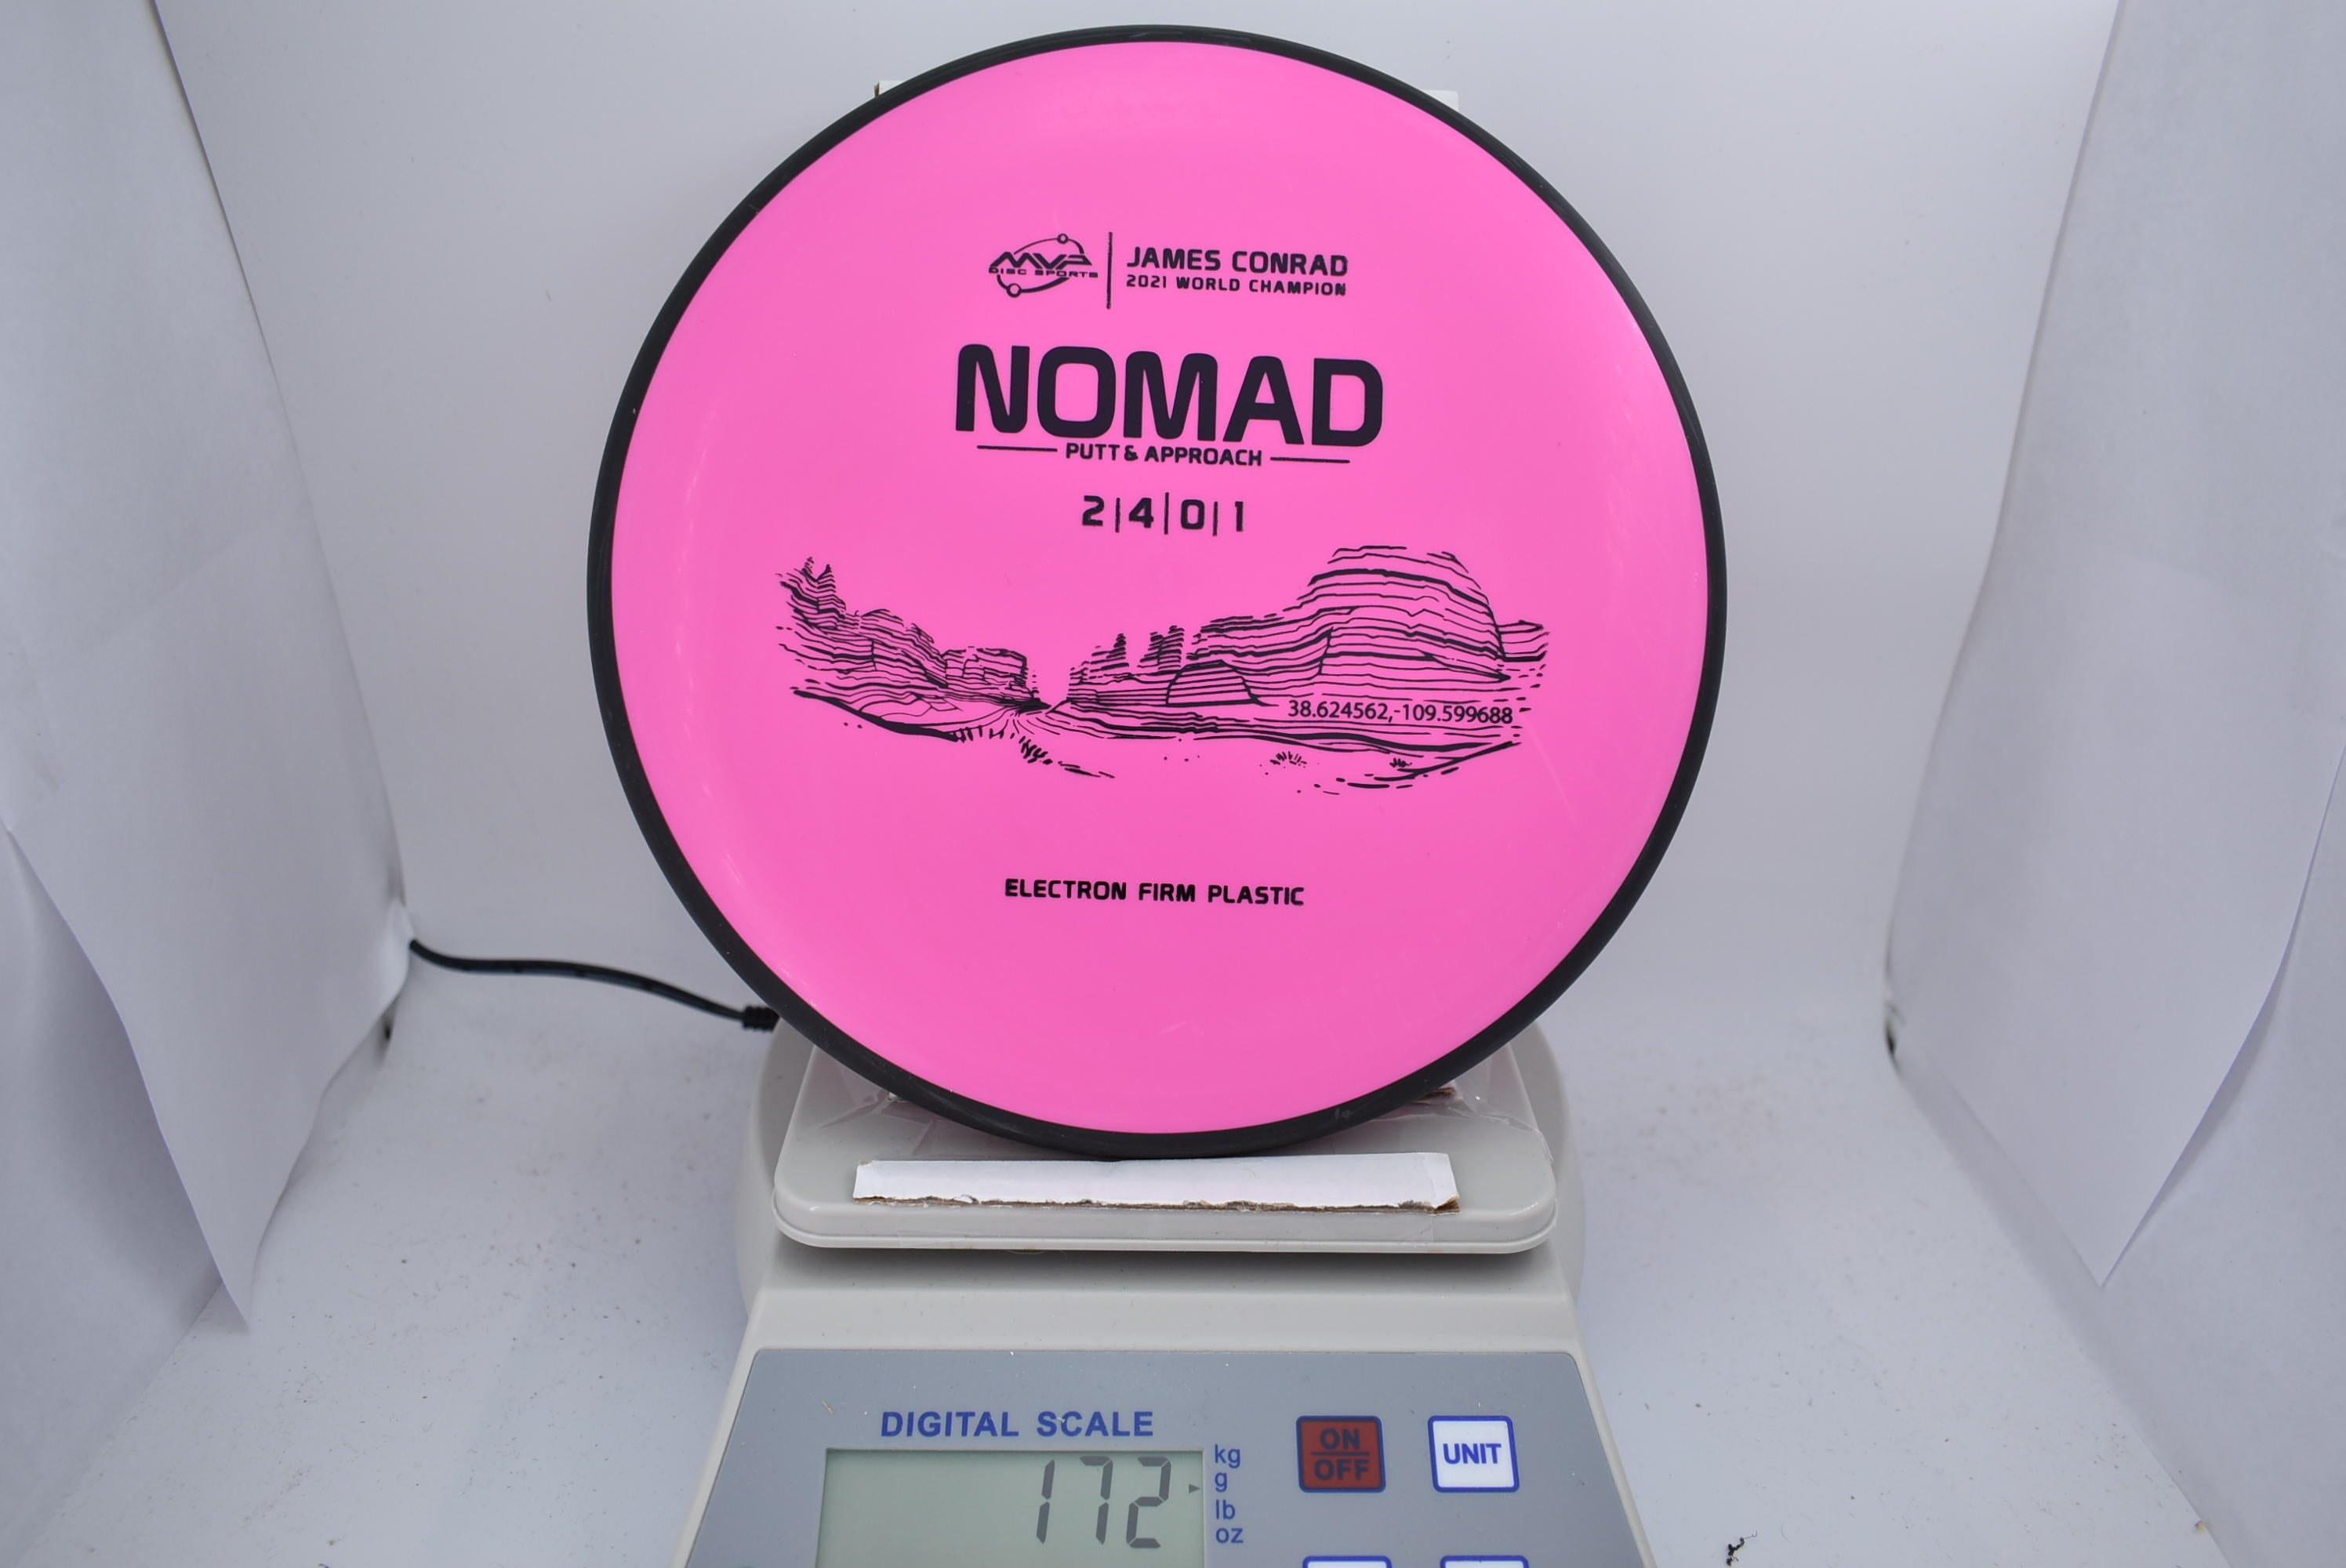 MVP
DISC SPORTS
JAMES CONRAD
2021 WORLD CHAMPION
NOMAD
PUTT & APPROACH
2|4|0|1
38.624562,-109.599688
ELECTRON FIRM PLASTIC
DIGITAL SCALE
172
kg
g
lb
oz
ON
OFF
UNIT